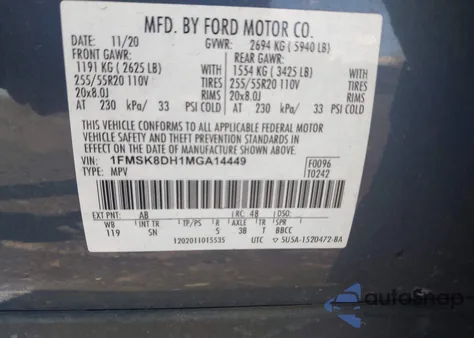 MFD. BY FORD MOTOR CO.
DATE: 11/20 GVWR: 2694 KG ( 5940 LB)
FRONT GAWR: REAR GAWR:
1191 KG ( 2625 LB) 1554 KG ( 3425 LB)
255/55R20 110V TIRES 255/55R20 110V TIRES
20x8.0J RIMS 20x8.0J RIMS
AT 230 kPa/ 33 PSI COLD AT 230 kPa/ 33 PSI COLD
THIS VEHICLE CONFORMS TO ALL APPLICABLE FEDERAL MOTOR
VEHICLE SAFETY AND THEFT PREVENTION STANDARDS IN EFFECT ON
THE DATE OF MANUFACTURE SHOWN ABOVE.
VIN: 1FMSK8DH1MGA14449 F0096
TYPE: MPV T0242
EXT PNT: AB RC: 48 DSO:
WB INT TR TP/PS R AXLE TR SPR
119 SN 5 3B T BBCC
1202011015535 UTC 5USA-1520472-BA
AutoShop